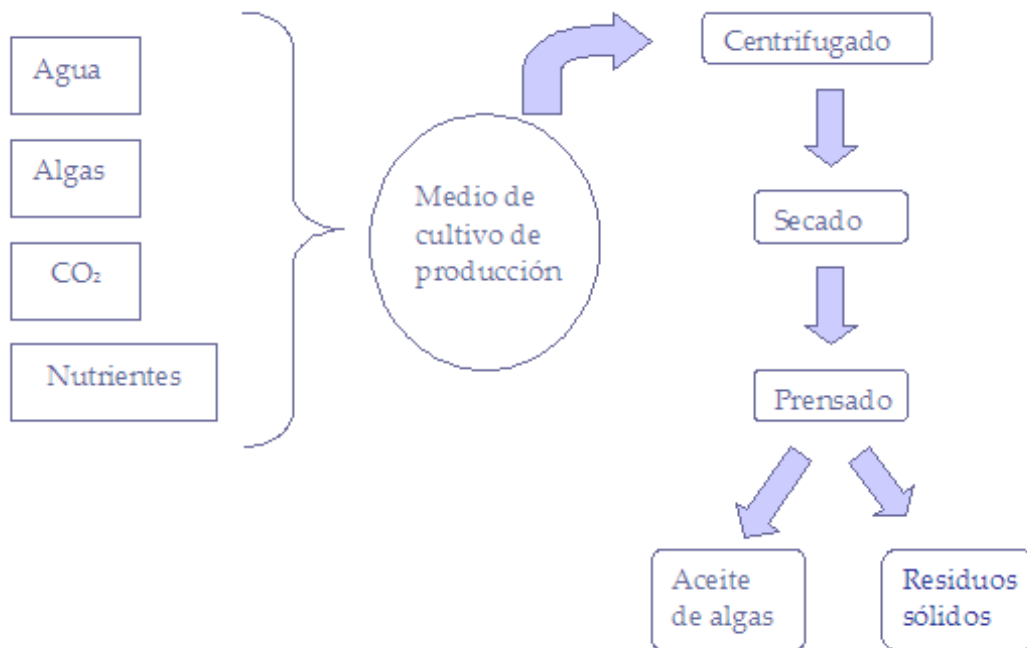 Agua
Algas
CO₂
Nutrientes
Medio de
cultivo de
producción
Centrifugado
Secado
Prensado
Aceite
de algas
Residuos
sólidos